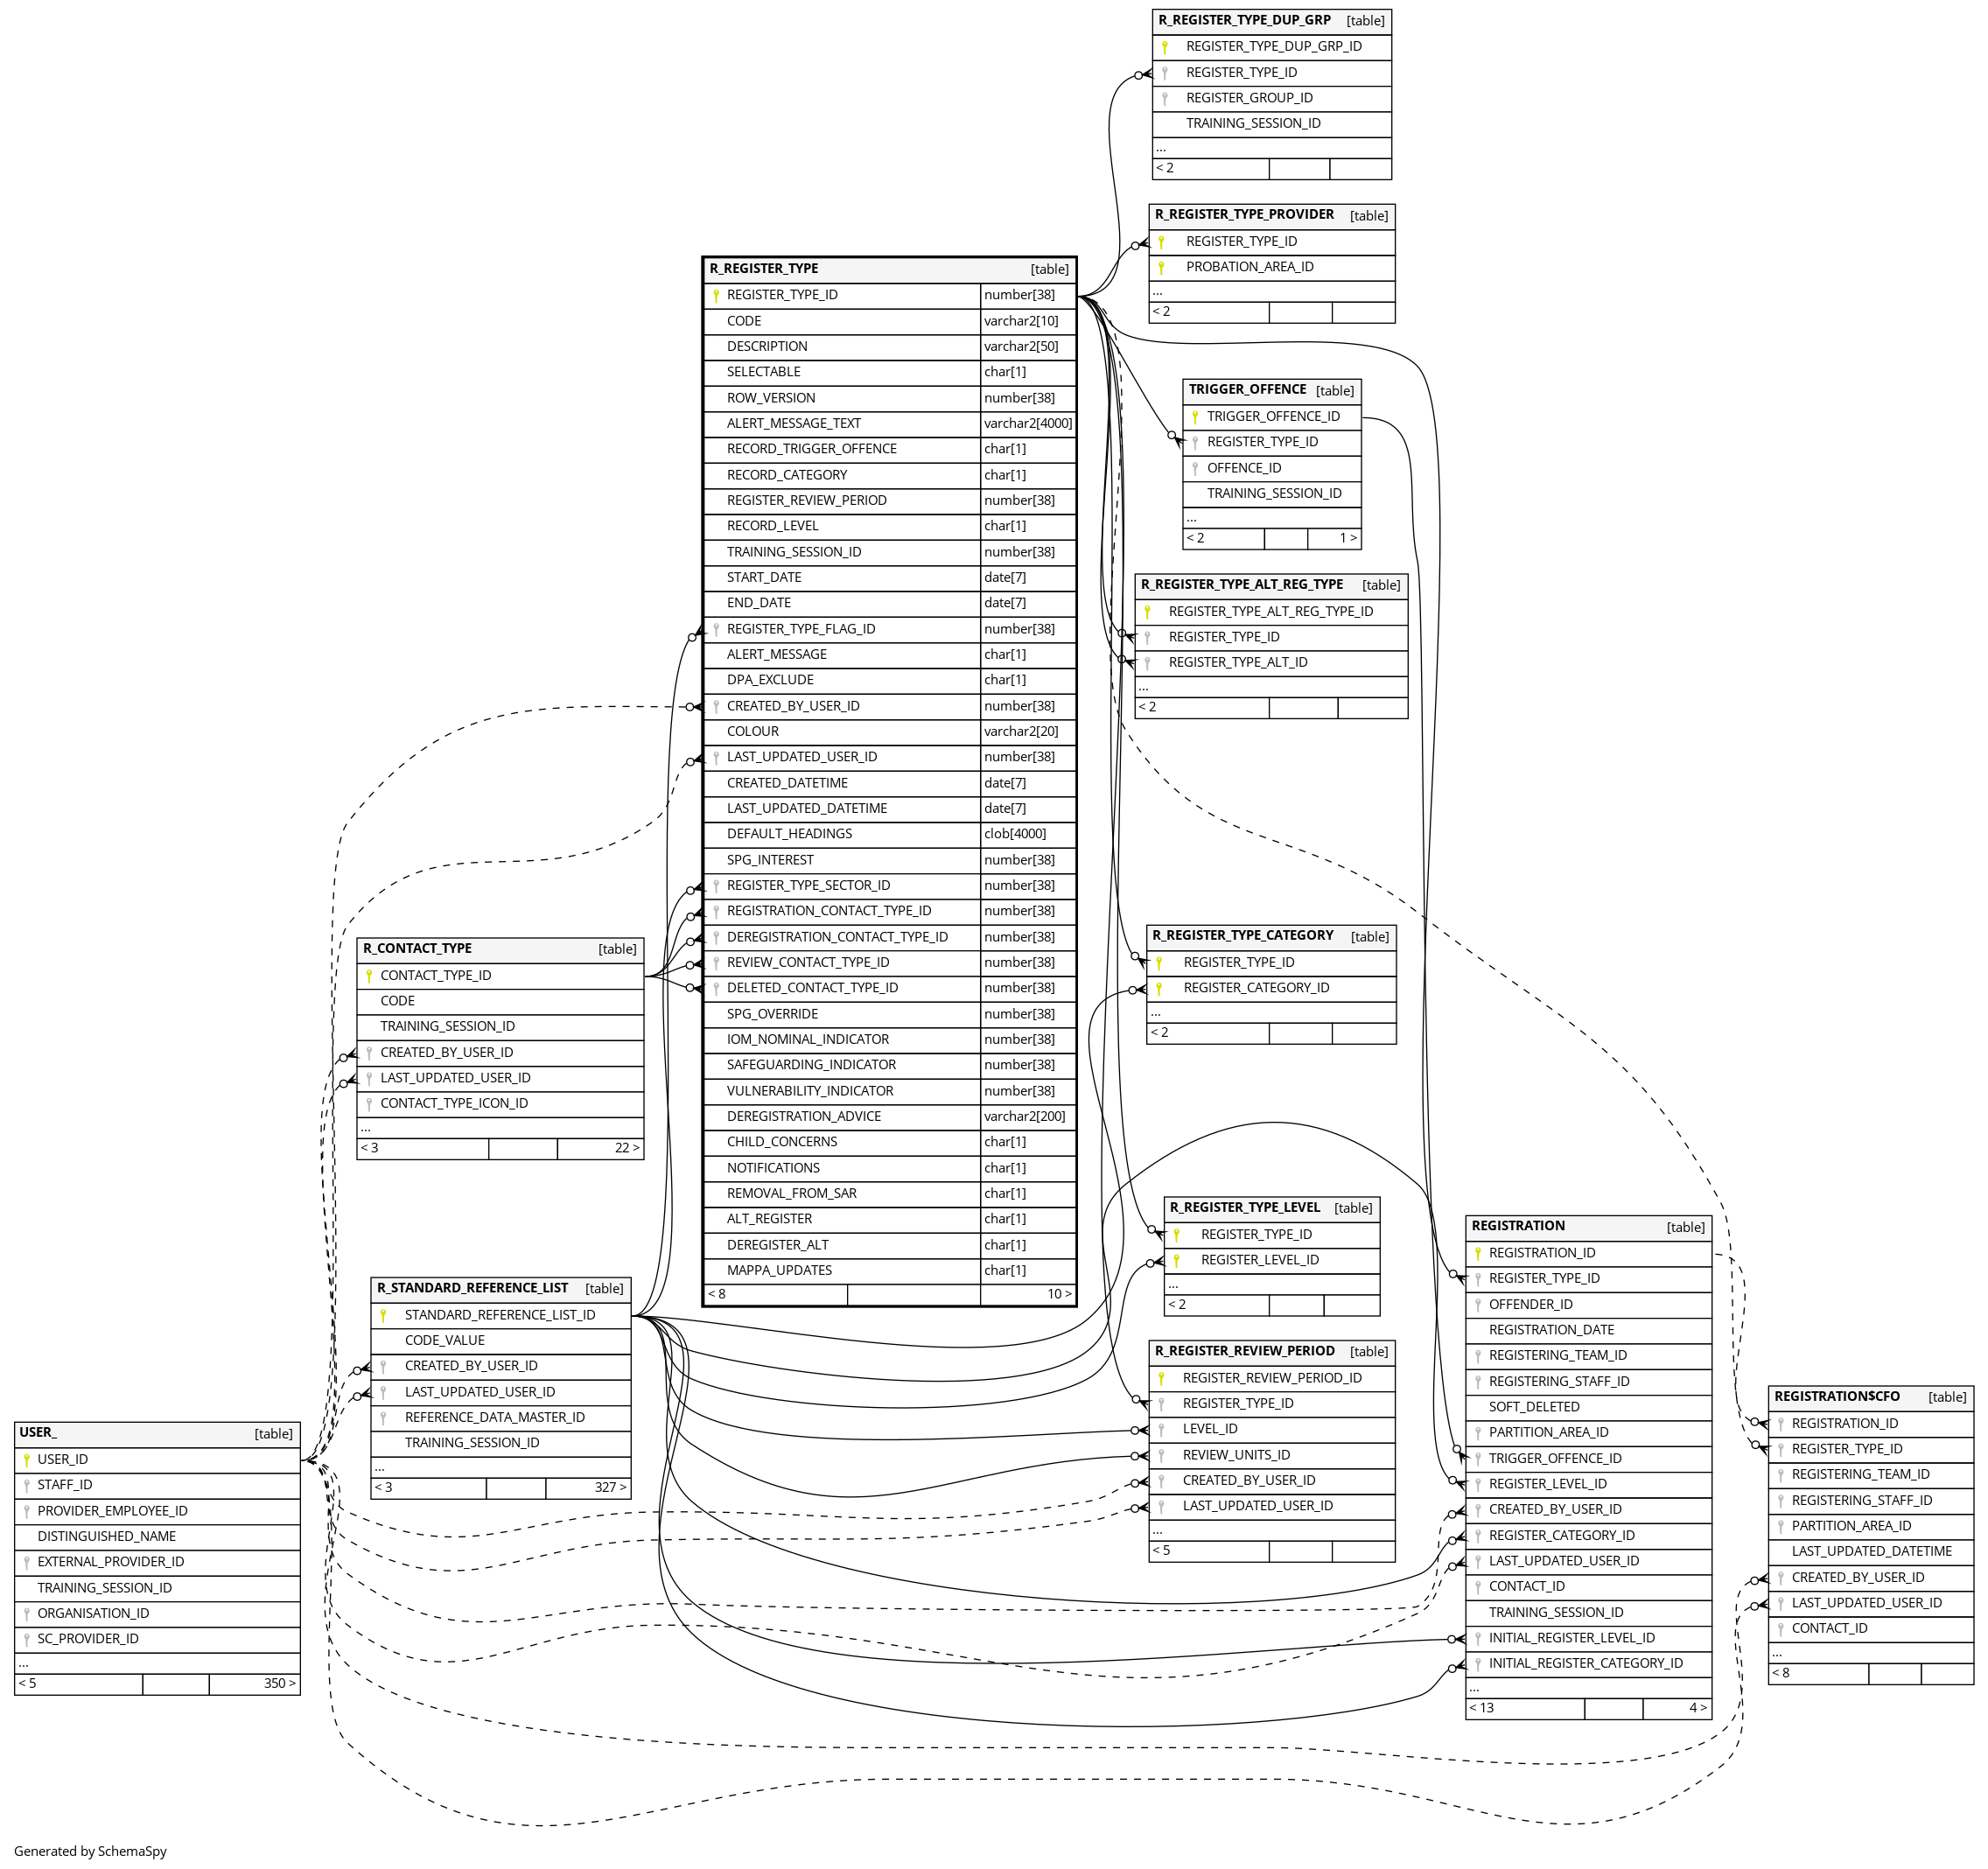 R_REGISTER_TYPE_DUP_GRP [table]
REGISTER_TYPE_DUP_GRP_ID
REGISTER_TYPE_ID
REGISTER_GROUP_ID
TRAINING_SESSION_ID
...
< 2
R_REGISTER_TYPE_PROVIDER [table]
REGISTER_TYPE_ID
PROBATION_AREA_ID
...
< 2
R_REGISTER_TYPE [table]
REGISTER_TYPE_ID number[38]
CODE varchar2[10]
DESCRIPTION varchar2[50]
SELECTABLE char[1]
ROW_VERSION number[38]
ALERT_MESSAGE_TEXT varchar2[4000]
RECORD_TRIGGER_OFFENCE char[1]
RECORD_CATEGORY char[1]
REGISTER_REVIEW_PERIOD number[38]
RECORD_LEVEL char[1]
TRAINING_SESSION_ID number[38]
START_DATE date[7]
END_DATE date[7]
REGISTER_TYPE_FLAG_ID number[38]
ALERT_MESSAGE char[1]
DPA_EXCLUDE char[1]
CREATED_BY_USER_ID number[38]
COLOUR varchar2[20]
LAST_UPDATED_USER_ID number[38]
CREATED_DATETIME date[7]
LAST_UPDATED_DATETIME date[7]
DEFAULT_HEADINGS clob[4000]
SPG_INTEREST number[38]
REGISTER_TYPE_SECTOR_ID number[38]
REGISTRATION_CONTACT_TYPE_ID number[38]
DEREGISTRATION_CONTACT_TYPE_ID number[38]
REVIEW_CONTACT_TYPE_ID number[38]
DELETED_CONTACT_TYPE_ID number[38]
SPG_OVERRIDE number[38]
IOM_NOMINAL_INDICATOR number[38]
SAFEGUARDING_INDICATOR number[38]
VULNERABILITY_INDICATOR number[38]
DEREGISTRATION_ADVICE varchar2[200]
CHILD_CONCERNS char[1]
NOTIFICATIONS char[1]
REMOVAL_FROM_SAR char[1]
ALT_REGISTER char[1]
DEREGISTER_ALT char[1]
MAPPA_UPDATES char[1]
< 8 10 >
TRIGGER_OFFENCE [table]
TRIGGER_OFFENCE_ID
REGISTER_TYPE_ID
OFFENCE_ID
TRAINING_SESSION_ID
...
< 2 1 >
R_REGISTER_TYPE_ALT_REG_TYPE [table]
REGISTER_TYPE_ALT_REG_TYPE_ID
REGISTER_TYPE_ID
REGISTER_TYPE_ALT_ID
...
< 2
R_CONTACT_TYPE [table]
CONTACT_TYPE_ID
CODE
TRAINING_SESSION_ID
CREATED_BY_USER_ID
LAST_UPDATED_USER_ID
CONTACT_TYPE_ICON_ID
...
< 3 22 >
R_REGISTER_TYPE_CATEGORY [table]
REGISTER_TYPE_ID
REGISTER_CATEGORY_ID
...
< 2
R_REGISTER_TYPE_LEVEL [table]
REGISTER_TYPE_ID
REGISTER_LEVEL_ID
...
< 2
REGISTRATION [table]
REGISTRATION_ID
REGISTER_TYPE_ID
OFFENDER_ID
REGISTRATION_DATE
REGISTERING_TEAM_ID
REGISTERING_STAFF_ID
SOFT_DELETED
PARTITION_AREA_ID
TRIGGER_OFFENCE_ID
REGISTER_LEVEL_ID
CREATED_BY_USER_ID
REGISTER_CATEGORY_ID
LAST_UPDATED_USER_ID
CONTACT_ID
TRAINING_SESSION_ID
INITIAL_REGISTER_LEVEL_ID
INITIAL_REGISTER_CATEGORY_ID
...
< 13 4 >
R_STANDARD_REFERENCE_LIST [table]
STANDARD_REFERENCE_LIST_ID
CODE_VALUE
CREATED_BY_USER_ID
LAST_UPDATED_USER_ID
REFERENCE_DATA_MASTER_ID
TRAINING_SESSION_ID
...
< 3 327 >
R_REGISTER_REVIEW_PERIOD [table]
REGISTER_REVIEW_PERIOD_ID
REGISTER_TYPE_ID
LEVEL_ID
REVIEW_UNITS_ID
CREATED_BY_USER_ID
LAST_UPDATED_USER_ID
...
< 5
REGISTRATION$CFO [table]
REGISTRATION_ID
REGISTER_TYPE_ID
REGISTERING_TEAM_ID
REGISTERING_STAFF_ID
PARTITION_AREA_ID
LAST_UPDATED_DATETIME
CREATED_BY_USER_ID
LAST_UPDATED_USER_ID
CONTACT_ID
...
< 8
USER_ [table]
USER_ID
STAFF_ID
PROVIDER_EMPLOYEE_ID
DISTINGUISHED_NAME
EXTERNAL_PROVIDER_ID
TRAINING_SESSION_ID
ORGANISATION_ID
SC_PROVIDER_ID
...
< 5 350 >
Generated by SchemaSpy